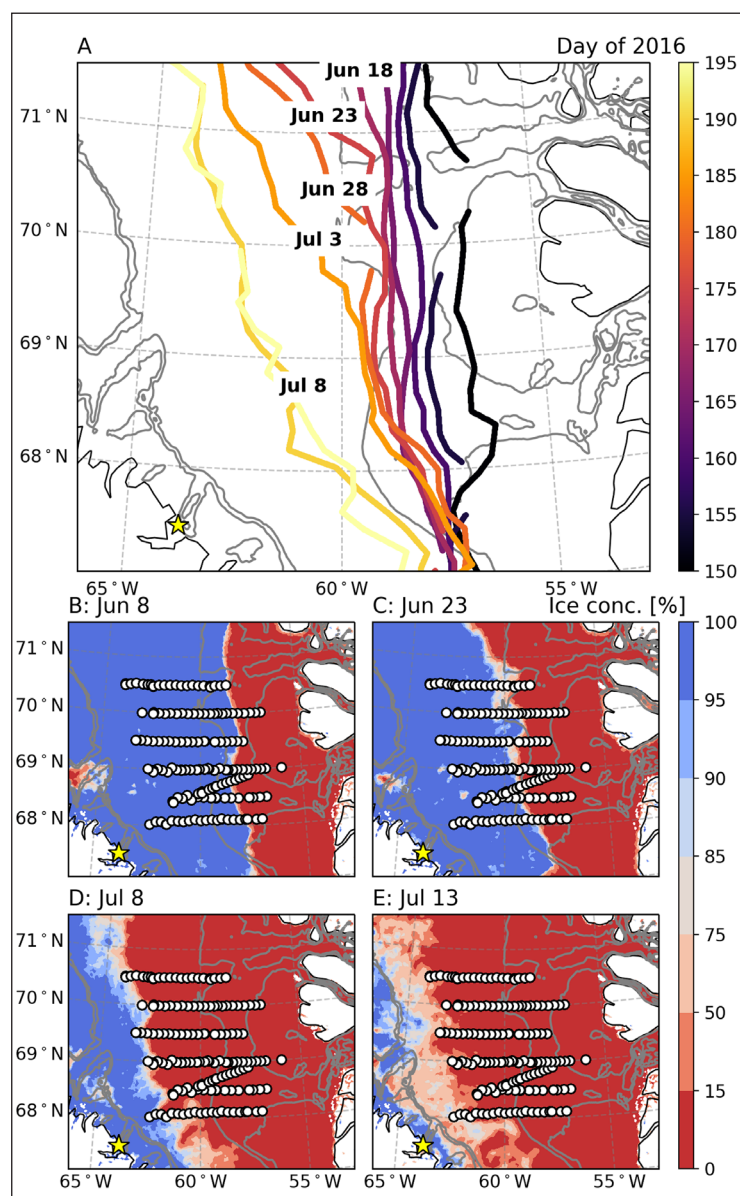 A Day of 2016
Jun 18
Jun 23
Jun 28
Jul 3
Jul 8
71° N
70° N
69° N
68° N
65° W 60° W 55° W
195
190
185
180
175
170
165
160
155
150
B: Jun 8 C: Jun 23 Ice conc. [%]
71° N
70° N
69° N
68° N
D: Jul 8 E: Jul 13
71° N
70° N
69° N
68° N
65° W 60° W 55° W 65° W 60° W 55° W
100
95
90
85
75
50
15
0